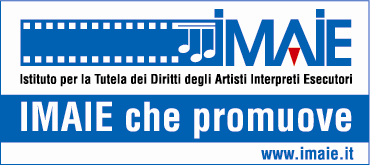 IMAIE
Istituto per la Tutela dei Diritti degli Artisti Interpreti Esecutori
IMAIE che promuove
www.imaie.it